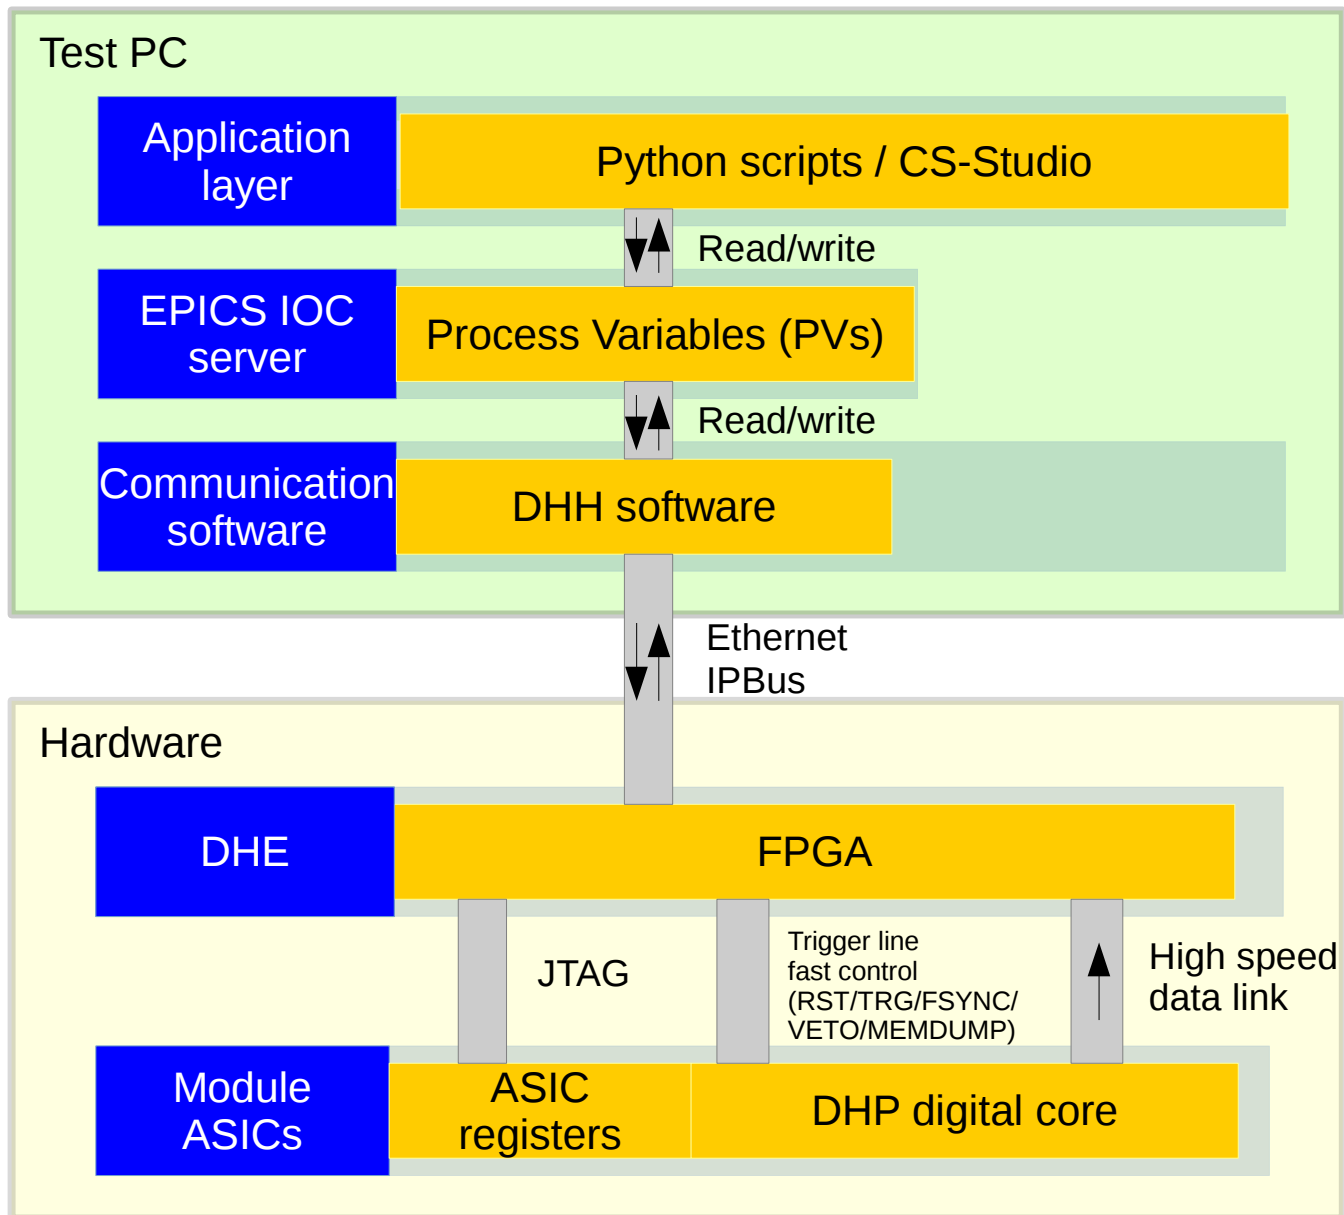 Test PC
Application
layer
Python scripts / CS-Studio
Read/write
EPICS IOC
server
Process Variables (PVs)
Read/write
Communication
software
DHH software
Ethernet
IPBus
Hardware
DHE
FPGA
JTAG
Trigger line
fast control
(RST/TRG/FSYNC/
VETO/MEMDUMP)
High speed
data link
Module
ASICs
ASIC
registers
DHP digital core